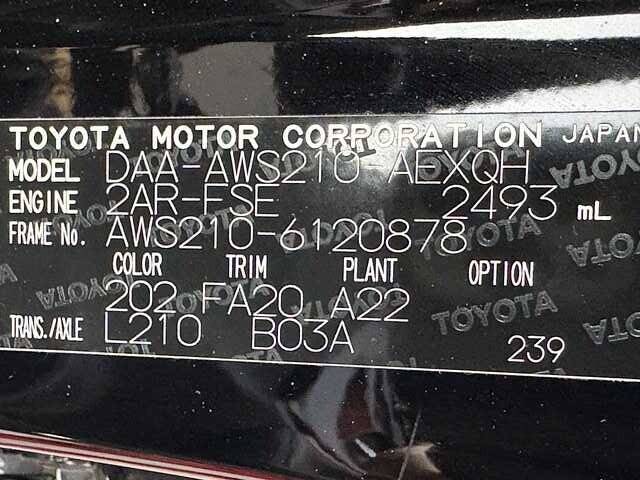 TOYOTA MOTOR CORPORATION JAPAN
MODEL DAA-AWS210-AEXQH
ENGINE 2AR-FSE 2493 mL
FRAME No. AWS210-6120878
COLOR TRIM PLANT OPTION
202 FA20 A22
TRANS./AXLE L210 B03A
239